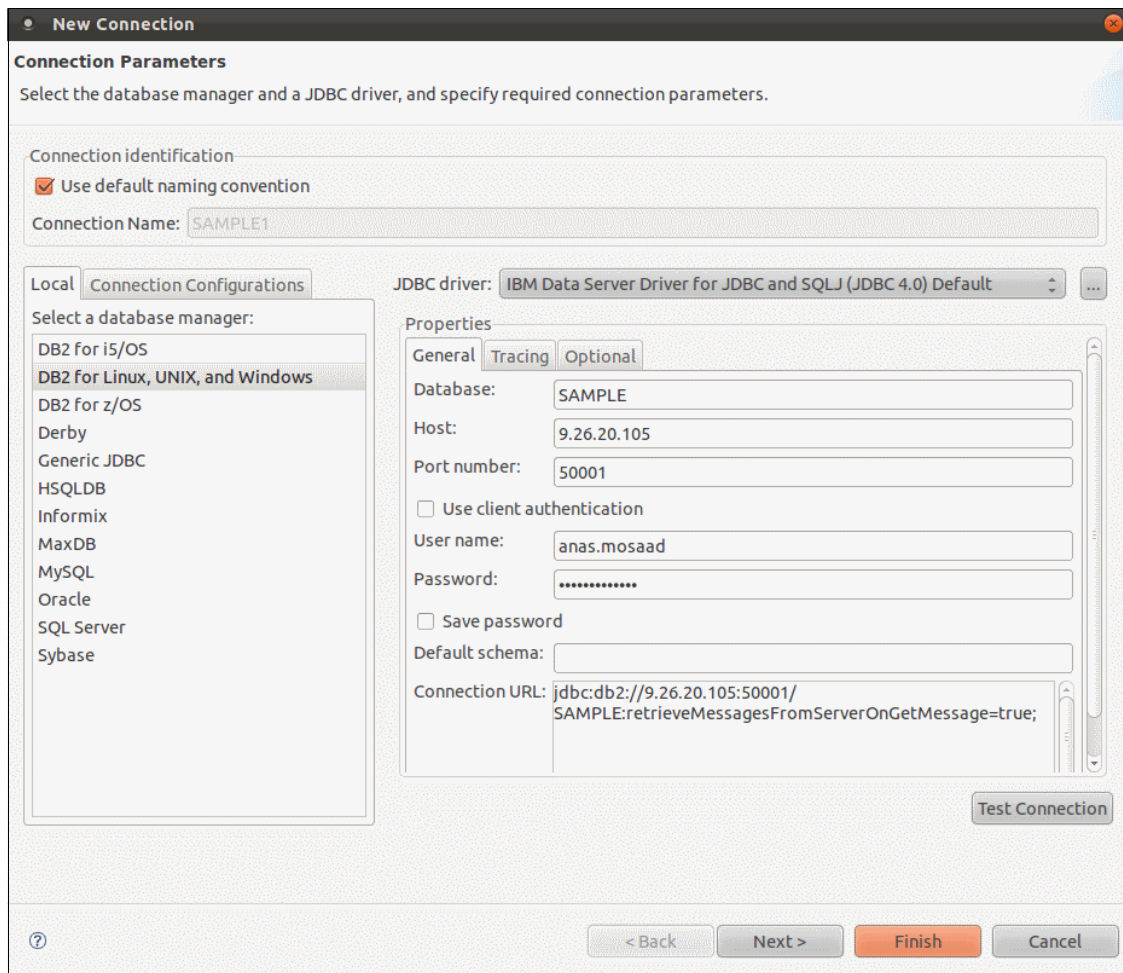 New Connection
Connection Parameters
Select the database manager and a JDBC driver, and specify required connection parameters.
Connection identification
Use default naming convention
Connection Name: SAMPLE1
Local
Connection Configurations
Select a database manager:
DB2 for i5/OS
DB2 for Linux, UNIX, and Windows
DB2 for z/OS
Derby
Generic JDBC
HSQLDB
Informix
MaxDB
MySQL
Oracle
SQL Server
Sybase
JDBC driver: IBM Data Server Driver for JDBC and SQLJ (JDBC 4.0) Default ...
Properties
General Tracing Optional
Database: SAMPLE
Host: 9.26.20.105
Port number: 50001
Use client authentication
User name: anas.mosaad
Password: •••••••••••••
Save password
Default schema:
Connection URL: jdbc:db2://9.26.20.105:50001/
SAMPLE:retrieveMessagesFromServerOnGetMessage=true;
Test Connection
? < Back Next > Finish Cancel